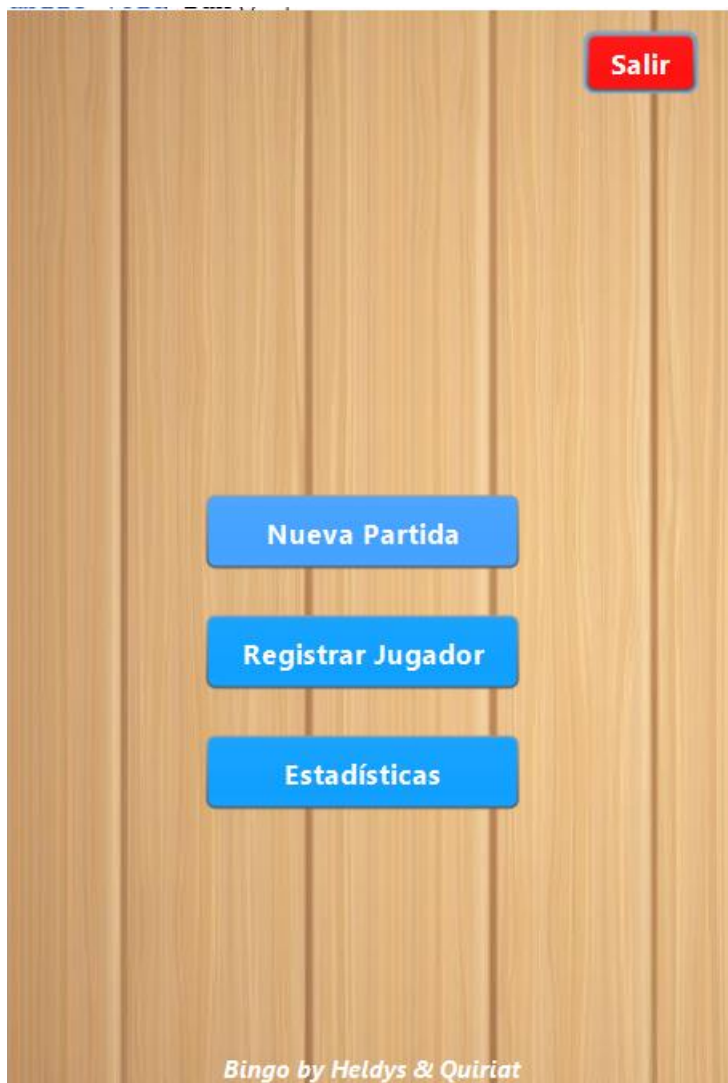 Salir
Nueva Partida
Registrar Jugador
Estadísticas
Bingo by Heldys & Quiriat